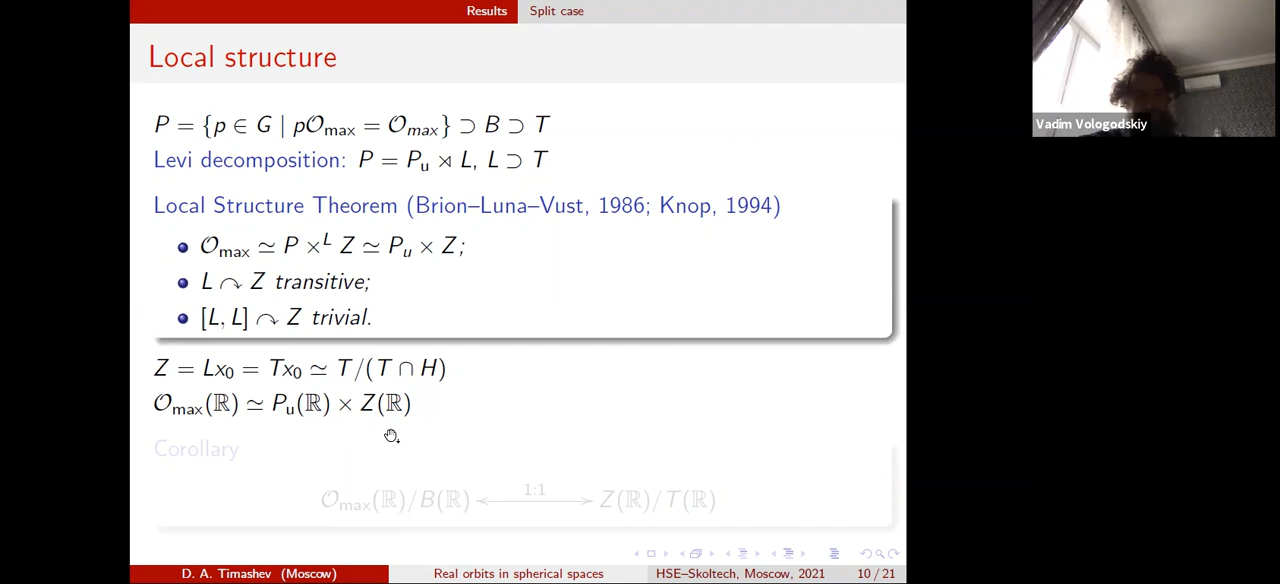 Results Split case
Local structure
P = {p ∈ G | pO_max = O_max} ⊃ B ⊃ T
Levi decomposition: P = P_u ⋊ L, L ⊃ T
Local Structure Theorem (Brion–Luna–Vust, 1986; Knop, 1994)
O_max ≃ P ×^L Z ≃ P_u × Z;
L ↷ Z transitive;
[L, L] ↷ Z trivial.
Z = Lx₀ = Tx₀ ≃ T/(T ∩ H)
O_max(ℝ) ≃ P_u(ℝ) × Z(ℝ)
Corollary
O_max(ℝ)/B(ℝ) ⟷ 1:1 Z(ℝ)/T(ℝ)
D. A. Timashev (Moscow) Real orbits in spherical spaces HSE–Skoltech, Moscow, 2021 10 / 21
Vadim Vologodskiy